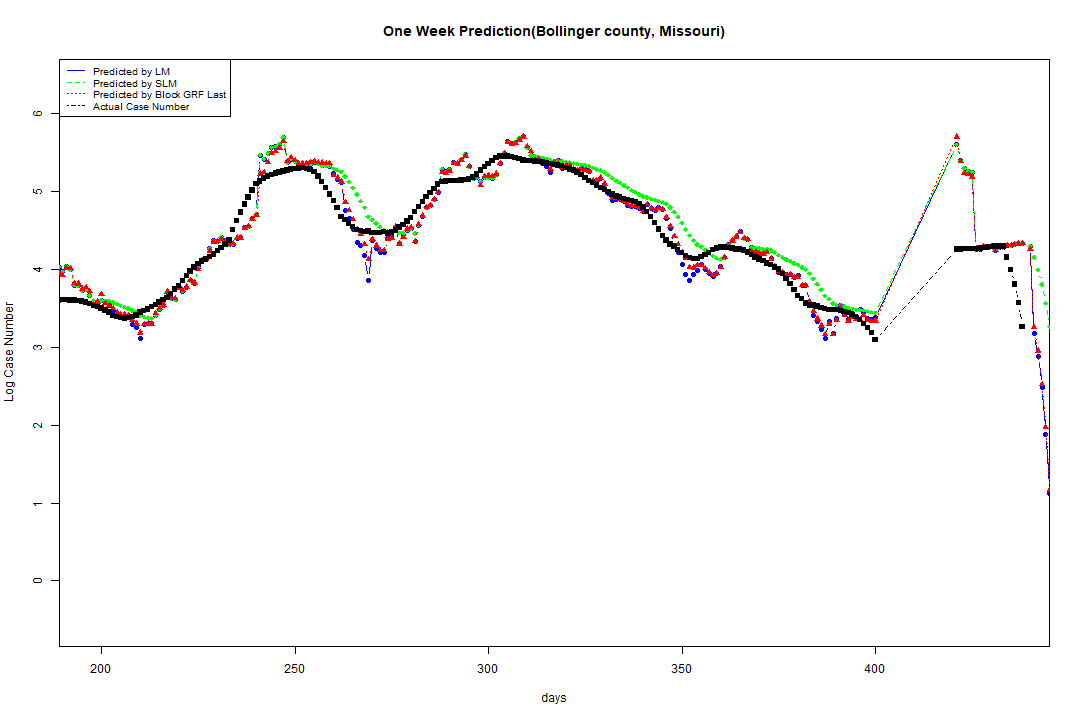 One Week Prediction(Bollinger county, Missouri)
Predicted by LM
Predicted by SLM
Predicted by Block GRF Last
Actual Case Number
Log Case Number
6
5
4
3
2
1
0
200 250 300 350 400
days